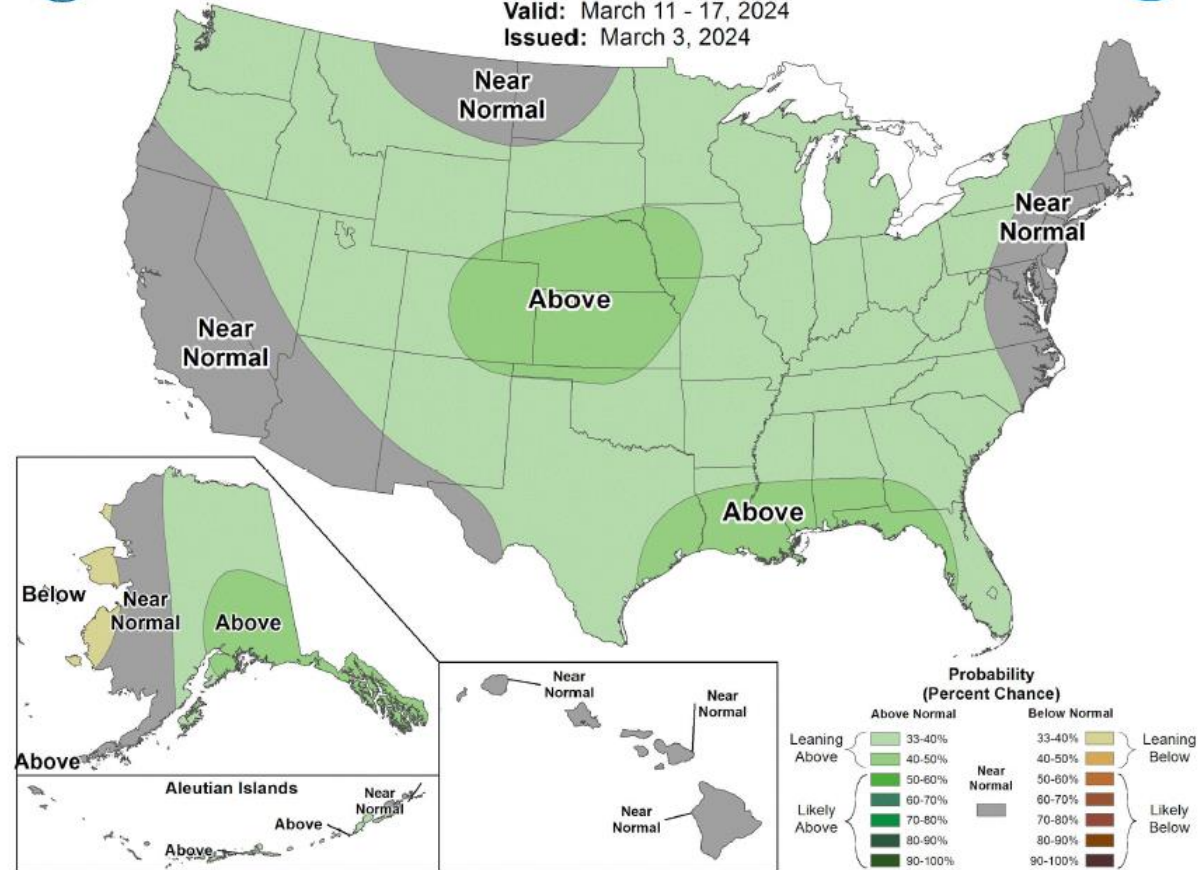 Valid: March 11 - 17, 2024
Issued: March 3, 2024
Near
Normal
Near
Normal
Above
Near
Normal
Above
Below
Near
Normal
Above
Above
Aleutian Islands
Near
Normal
Above
Above
Near
Normal
Near
Normal
Near
Normal
Probability
(Percent Chance)
Above Normal
Below Normal
Leaning
Above
33-40%
40-50%
Likely
Above
50-60%
60-70%
70-80%
80-90%
90-100%
Near
Normal
33-40%
40-50%
Leaning
Below
50-60%
60-70%
70-80%
80-90%
90-100%
Likely
Below